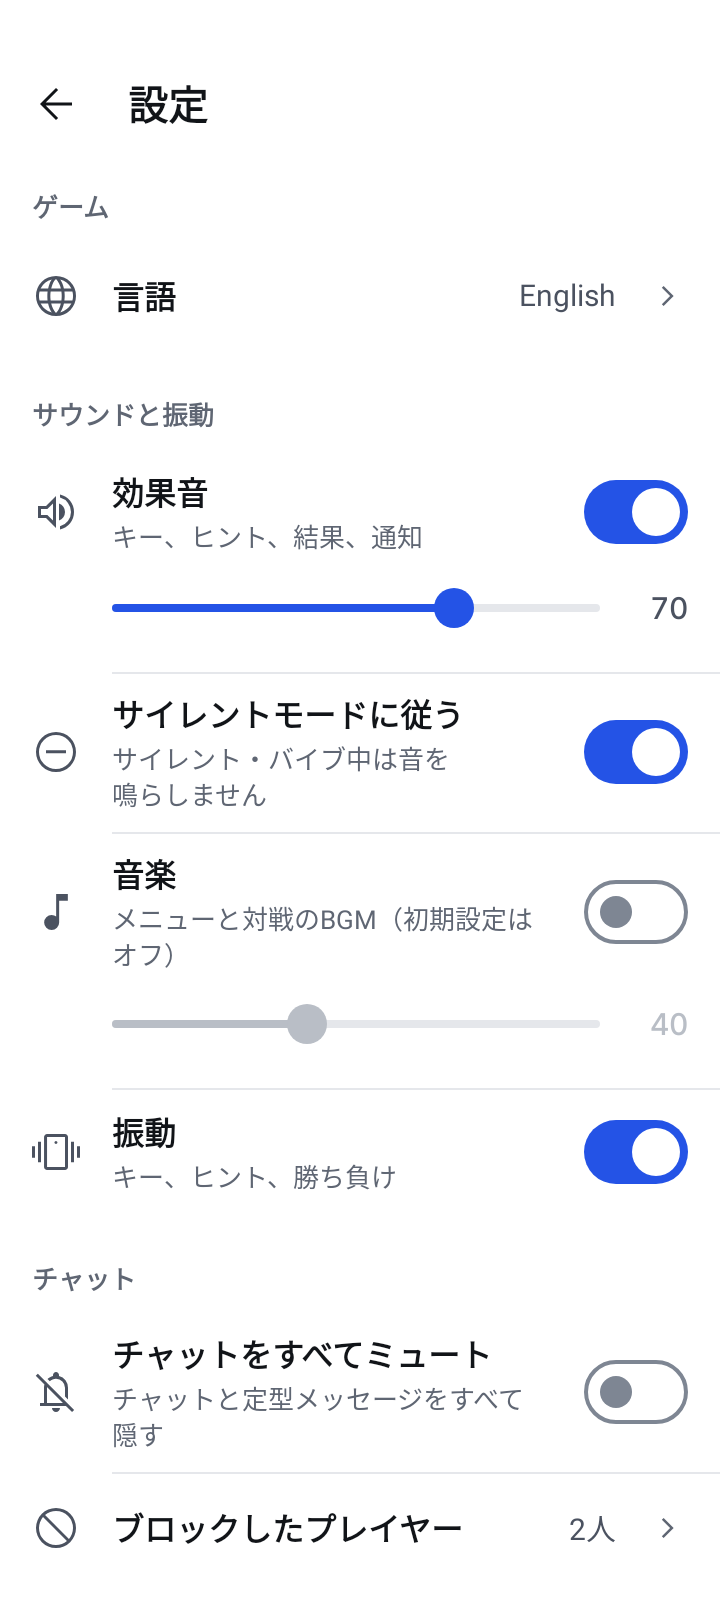 設定
ゲーム
言語
English
サウンドと振動
効果音
キー、ヒント、結果、通知
70
サイレントモードに従う
サイレント・バイブ中は音を
鳴らしません
音楽
メニューと対戦のBGM（初期設定は
オフ）
40
振動
キー、ヒント、勝ち負け
チャット
チャットをすべてミュート
チャットと定型メッセージをすべて
隠す
ブロックしたプレイヤー
2人